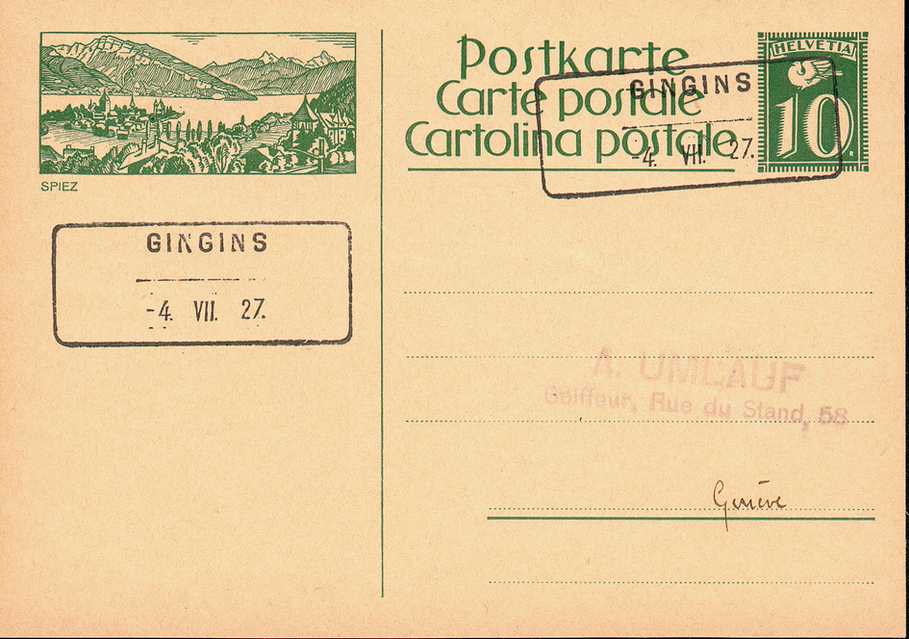 Postkarte
Carte postale
Cartolina postale
HELVETIA
10
GINGINS
-4. VII. 27.
SPIEZ
GINGINS
-4. VII. 27.
A. UMLAUF
Coiffeur, Rue du Stand, 58
Genève